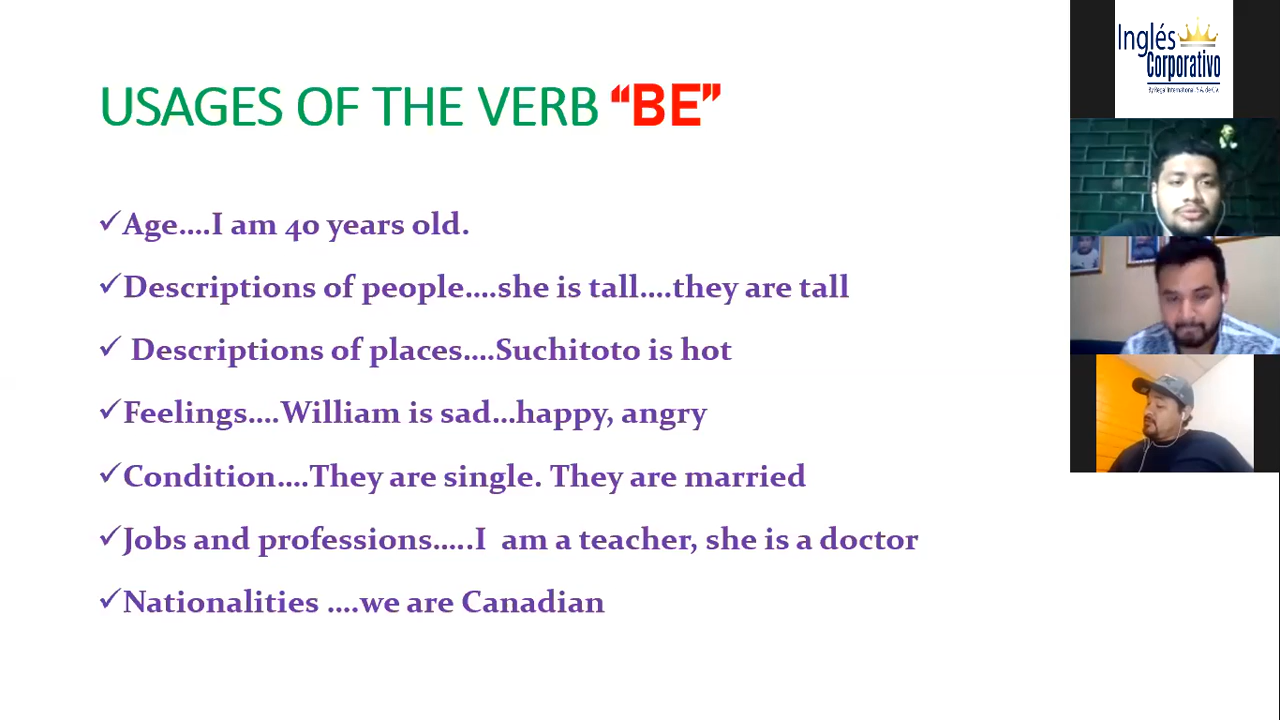 USAGES OF THE VERB “BE”
Age....I am 40 years old.
Descriptions of people....she is tall....they are tall
Descriptions of places....Suchitoto is hot
Feelings....William is sad...happy, angry
Condition....They are single. They are married
Jobs and professions.....I am a teacher, she is a doctor
Nationalities ....we are Canadian
Inglés
Corporativo